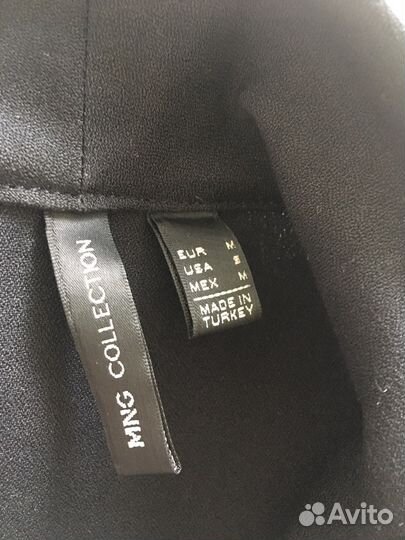 MNG COLLECTION
EUR M
USA S
MEX M
MADE IN
TURKEY
Avito